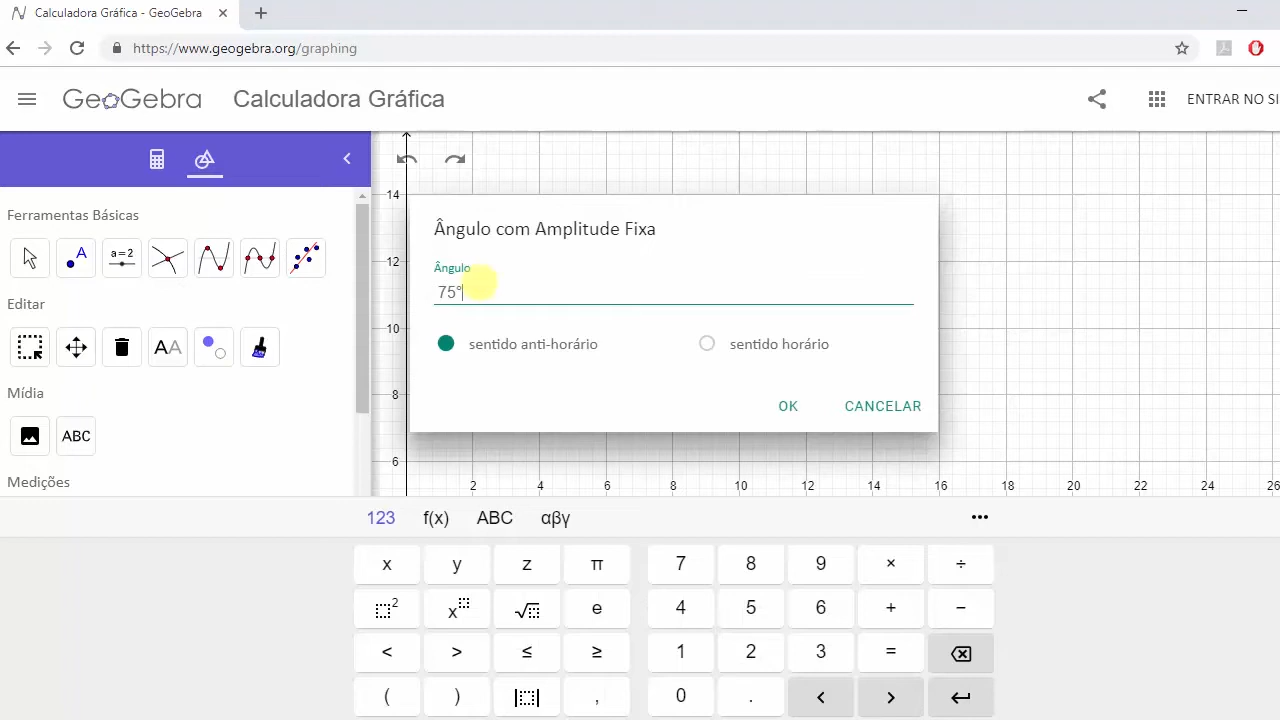 Calculadora Gráfica - GeoGebra
https://www.geogebra.org/graphing
GeoGebra Calculadora Gráfica ENTRAR NO SI
Ferramentas Básicas
A
a=2
Editar
AA
Mídia
ABC
Medições
14
12
10
8
6
2 4 6 8 10 12 14 16 18 20 22 24 26
Ângulo com Amplitude Fixa
Ângulo
75°
sentido anti-horário sentido horário
OK CANCELAR
123 f(x) ABC αβγ •••
x y z π 7 8 9 × ÷
² x √ e 4 5 6 + −
< > ≤ ≥ 1 2 3 =
( ) | | , 0 . < >